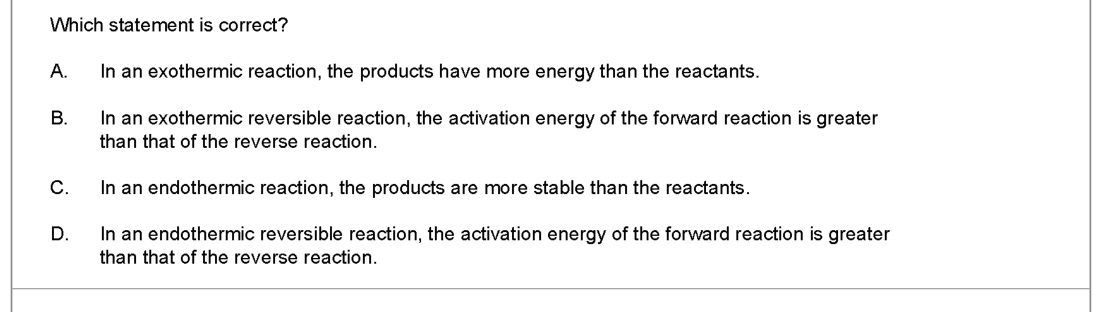 Which statement is correct?
A. In an exothermic reaction, the products have more energy than the reactants.
B. In an exothermic reversible reaction, the activation energy of the forward reaction is greater
than that of the reverse reaction.
C. In an endothermic reaction, the products are more stable than the reactants.
D. In an endothermic reversible reaction, the activation energy of the forward reaction is greater
than that of the reverse reaction.